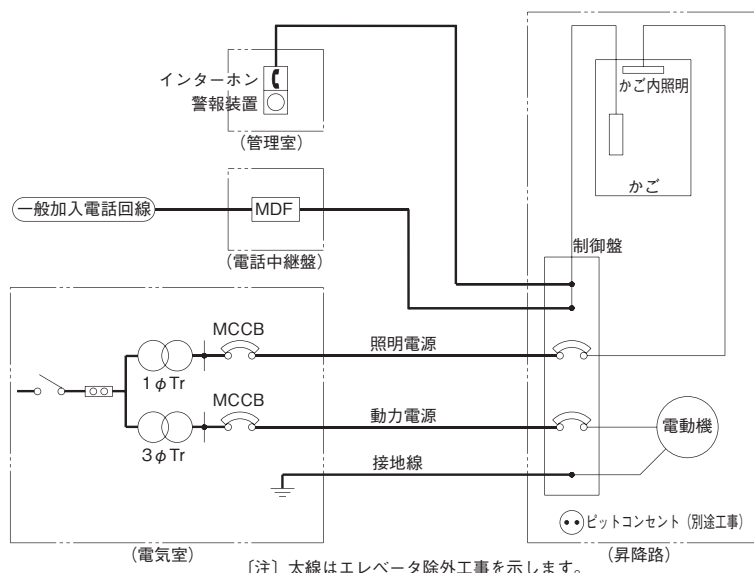 インターホン
警報装置
(管理室)
かご内照明
かご
一般加入電話回線
MDF
(電話中継盤)
制御盤
MCCB
照明電源
1φTr
MCCB
動力電源
3φTr
電動機
接地線
ピットコンセント (別途工事)
(電気室)
(昇降路)
〔注〕太線はエレベータ除外工事を示します。